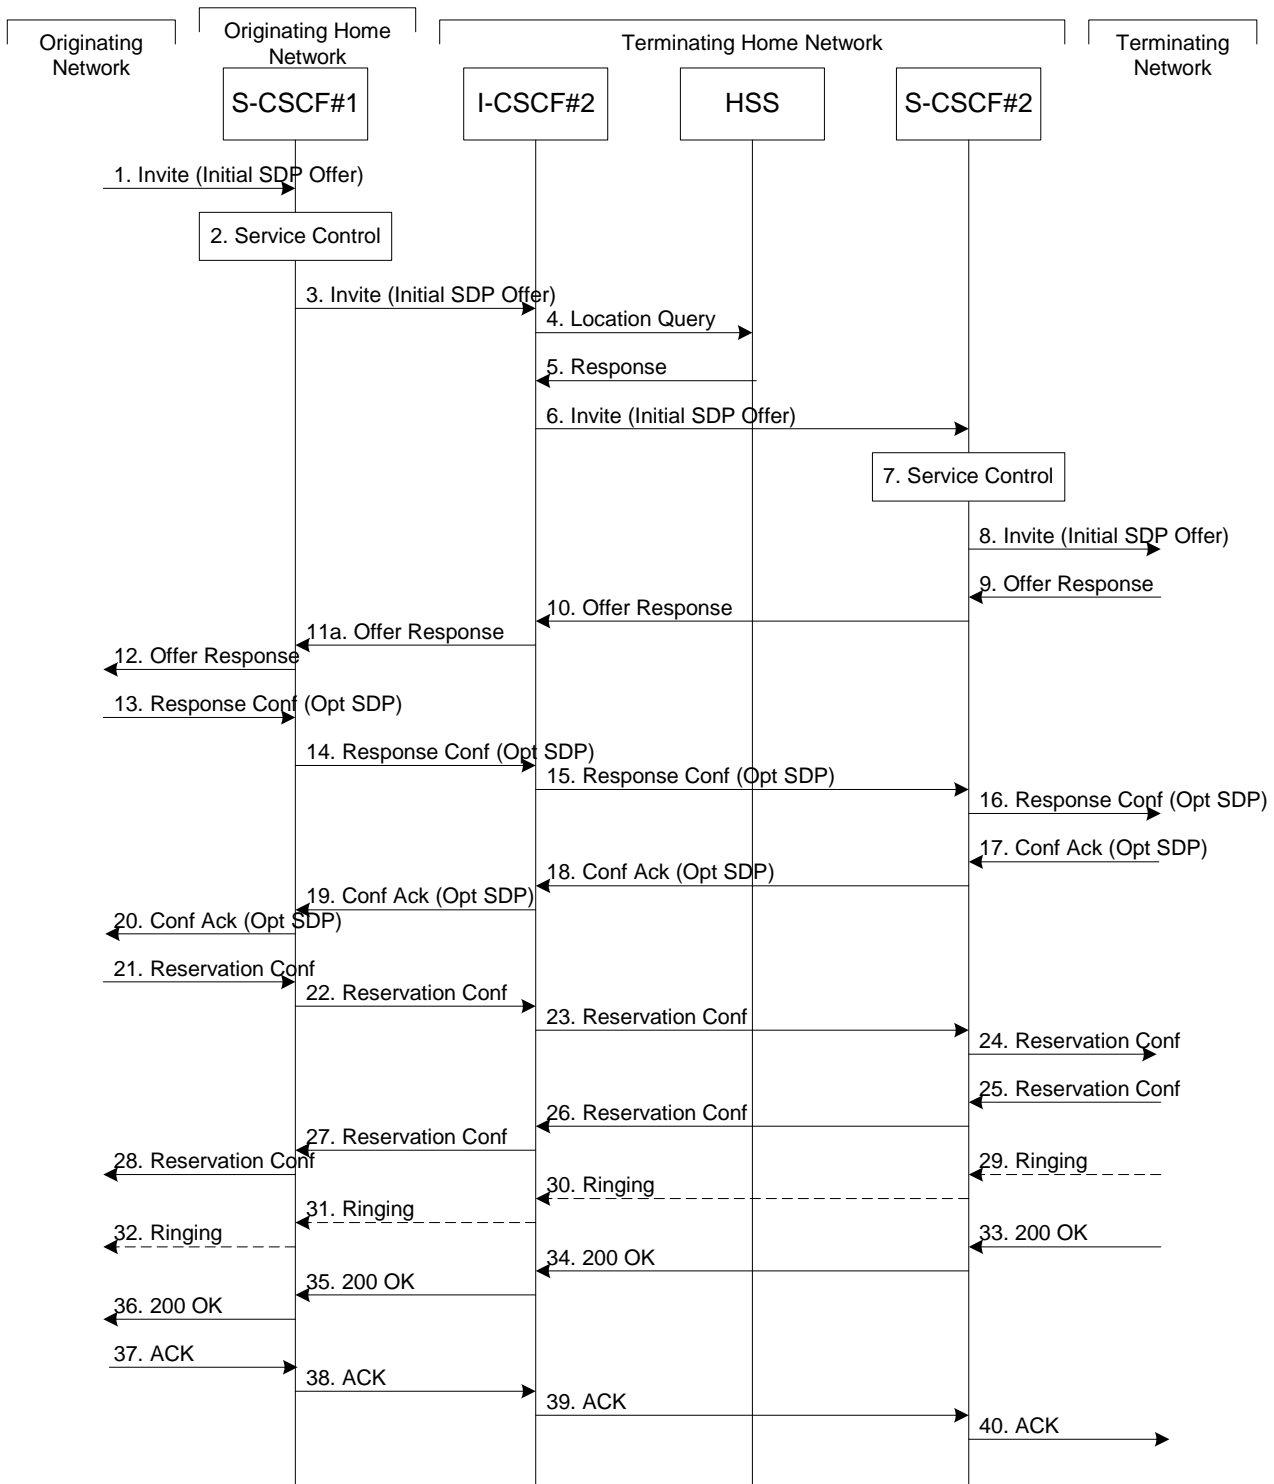 Originating
Network
Originating Home
Network
Terminating Home Network
Terminating
Network
S-CSCF#1
I-CSCF#2
HSS
S-CSCF#2
1. Invite (Initial SDP Offer)
2. Service Control
3. Invite (Initial SDP Offer)
4. Location Query
5. Response
6. Invite (Initial SDP Offer)
7. Service Control
8. Invite (Initial SDP Offer)
9. Offer Response
10. Offer Response
11a. Offer Response
12. Offer Response
13. Response Conf (Opt SDP)
14. Response Conf (Opt SDP)
15. Response Conf (Opt SDP)
16. Response Conf (Opt SDP)
17. Conf Ack (Opt SDP)
18. Conf Ack (Opt SDP)
19. Conf Ack (Opt SDP)
20. Conf Ack (Opt SDP)
21. Reservation Conf
22. Reservation Conf
23. Reservation Conf
24. Reservation Conf
25. Reservation Conf
26. Reservation Conf
27. Reservation Conf
28. Reservation Conf
29. Ringing
30. Ringing
31. Ringing
32. Ringing
33. 200 OK
34. 200 OK
35. 200 OK
36. 200 OK
37. ACK
38. ACK
39. ACK
40. ACK